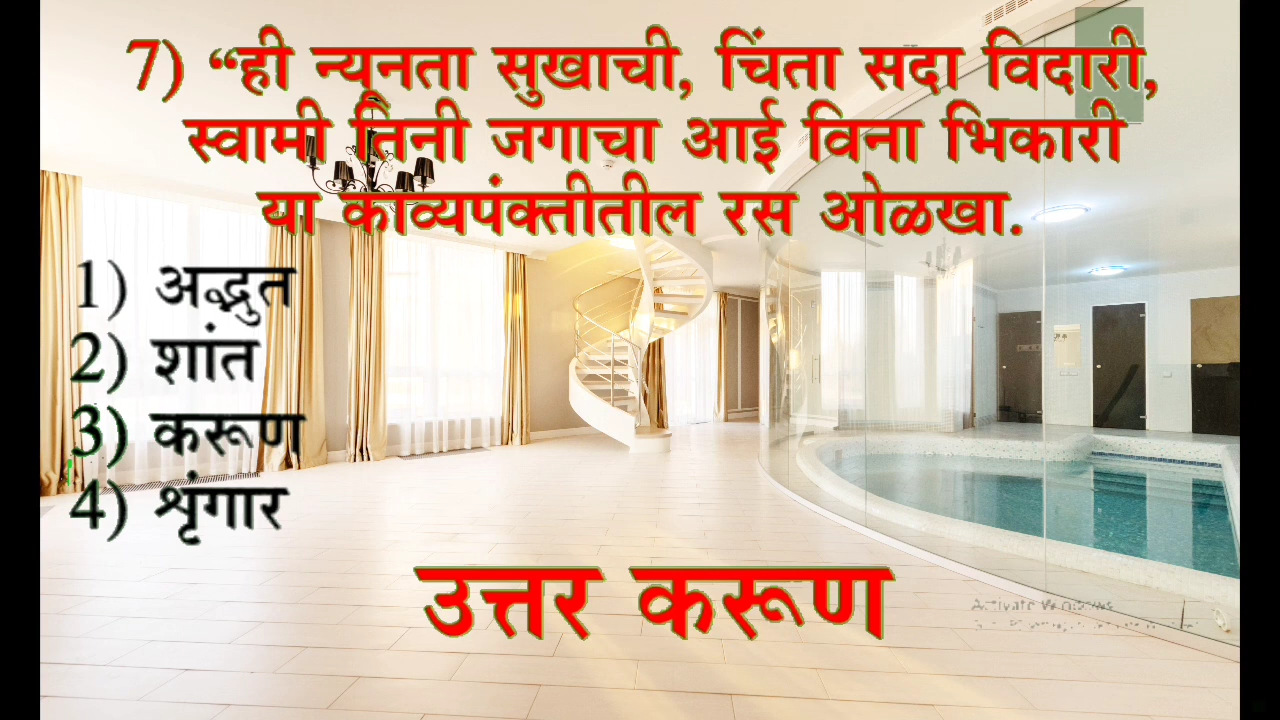 7) “ही न्यूनता सुखाची, चिंता सदा विदारी,
स्वामी तिनी जगाचा आई विना भिकारी
या काव्यपंक्तीतील रस ओळखा.
1) अद्भुत
2) शांत
3) करूण
4) श्रृंगार
उत्तर करूण
Activate Windows